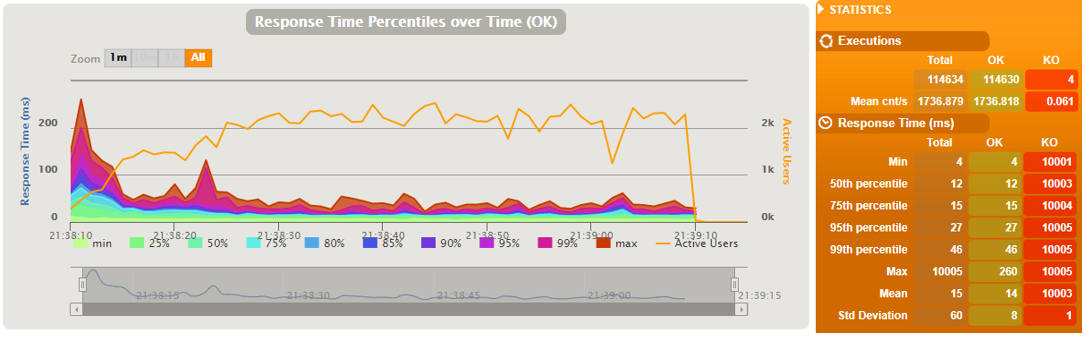 Response Time Percentiles over Time (OK)
Zoom 1m 10m 1h All
Response Time (ms)
200
100
0
2k
1k
0k
Active Users
21:38:10 21:38:20 21:38:30 21:38:40 21:38:50 21:39:00 21:39:10
min 25% 50% 75% 80% 85% 90% 95% 99% max Active Users
21:38:15 21:38:30 21:38:45 21:39:00 21:39:15
STATISTICS
Executions
Total OK KO
114634 114630 4
Mean cnt/s 1736.879 1736.818 0.061
Response Time (ms)
Total OK KO
Min 4 4 10001
50th percentile 12 12 10003
75th percentile 15 15 10004
95th percentile 27 27 10005
99th percentile 46 46 10005
Max 10005 260 10005
Mean 15 14 10003
Std Deviation 60 8 1